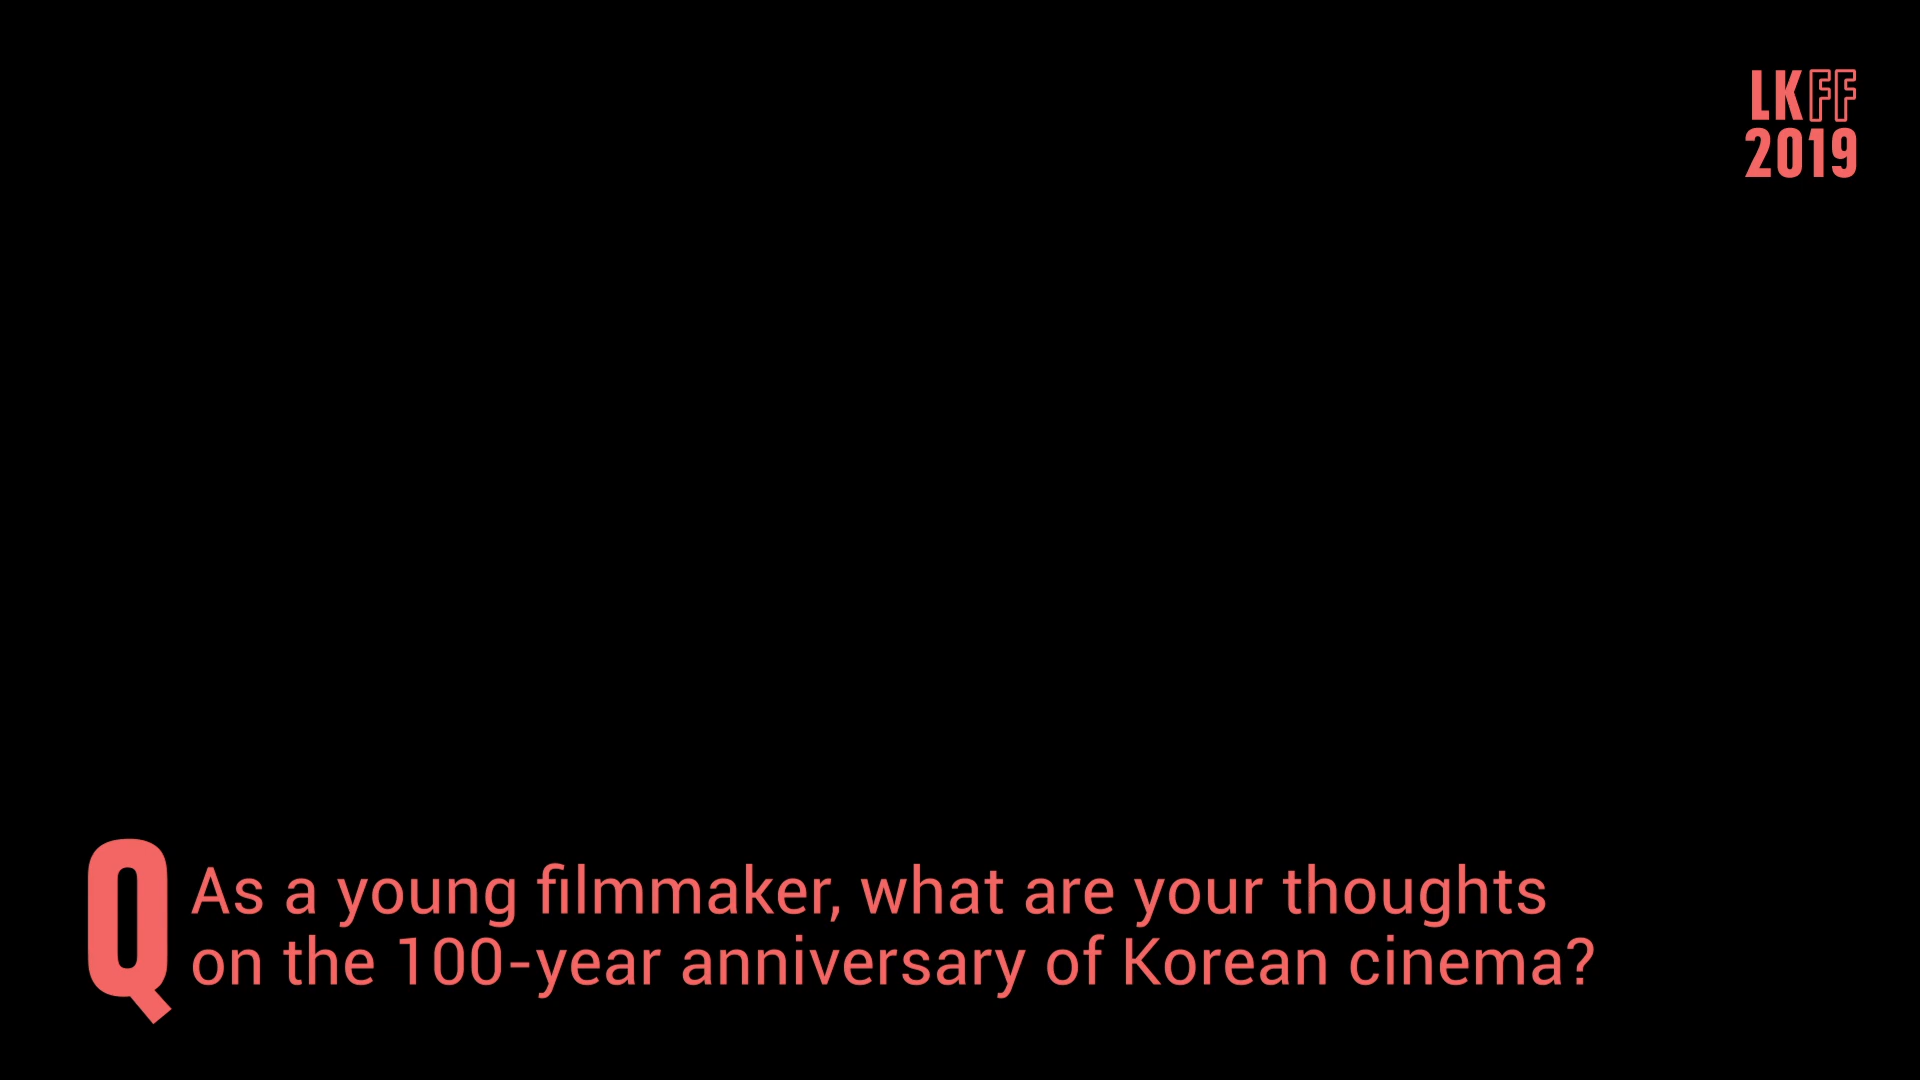 LKFF
2019
Q
As a young filmmaker, what are your thoughts
on the 100-year anniversary of Korean cinema?